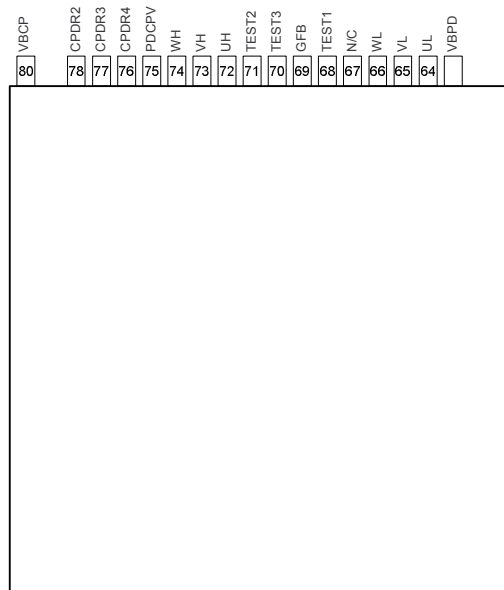 VBCP
CPDR2
CPDR3
CPDR4
PDCPV
WH
VH
UH
TEST2
TEST3
GFB
TEST1
N/C
WL
VL
UL
VBPD
80
78
77
76
75
74
73
72
71
70
69
68
67
66
65
64